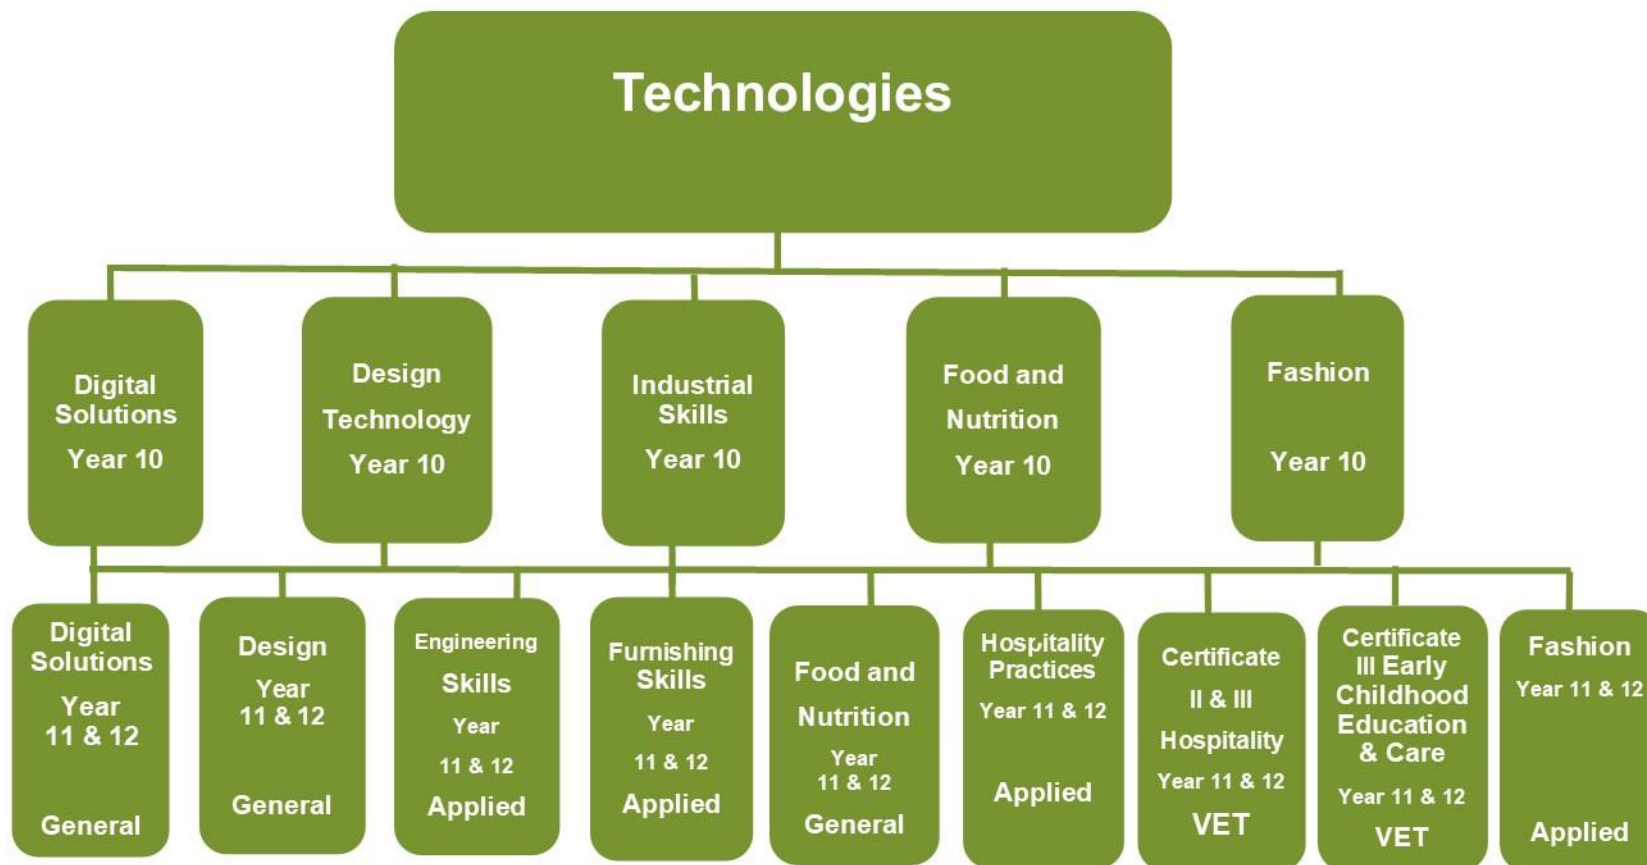 Technologies
Digital
Solutions
Year 10
Design
Technology
Year 10
Industrial
Skills
Year 10
Food and
Nutrition
Year 10
Fashion
Year 10
Digital
Solutions
Year
11 & 12
General
Design
Year
11 & 12
General
Engineering
Skills
Year
11 & 12
Applied
Furnishing
Skills
Year
11 & 12
Applied
Food and
Nutrition
Year
11 & 12
General
Hospitality
Practices
Year 11 & 12
Applied
Certificate
II & III
Hospitality
Year 11 & 12
VET
Certificate
III Early
Childhood
Education
& Care
Year 11 & 12
VET
Fashion
Year 11 & 12
Applied